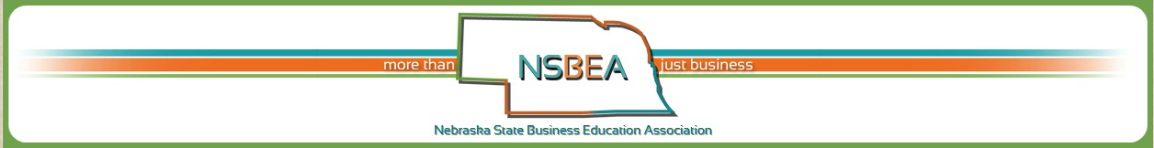 more than NSBEA just business
Nebraska State Business Education Association